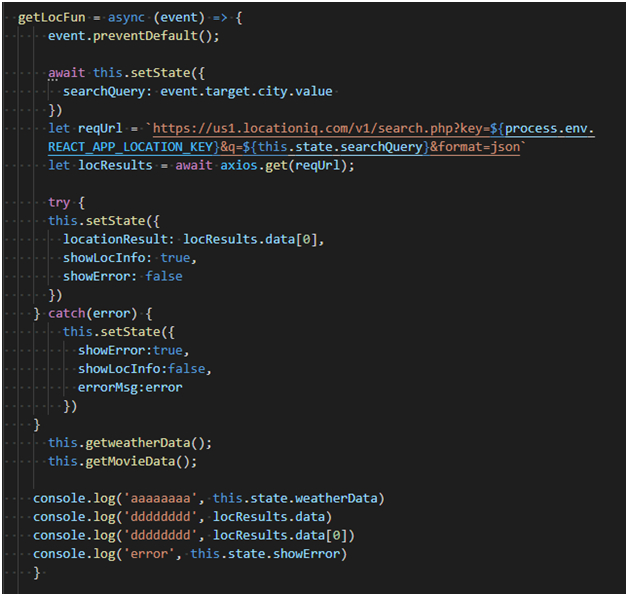 getLocFun = async (event) => {
event.preventDefault();
await this.setState({
searchQuery: event.target.city.value
})
let reqUrl = `https://us1.locationiq.com/v1/search.php?key=${process.env.
REACT_APP_LOCATION_KEY}&q=${this.state.searchQuery}&format=json`
let locResults = await axios.get(reqUrl);
try {
this.setState({
locationResult: locResults.data[0],
showLocInfo: true,
showError: false
})
} catch(error) {
this.setState({
showError:true,
showLocInfo:false,
errorMsg:error
})
}
this.getweatherData();
this.getMovieData();
console.log('aaaaaaaa', this.state.weatherData)
console.log('dddddddd', locResults.data)
console.log('dddddddd', locResults.data[0])
console.log('error', this.state.showError)
}